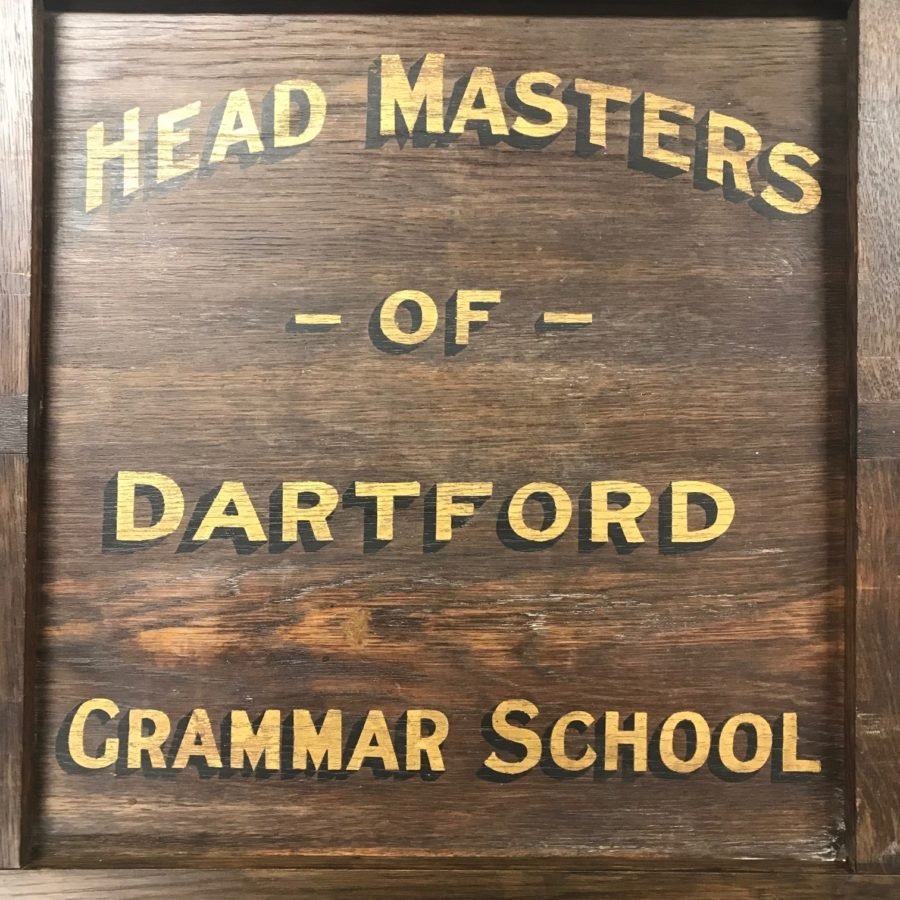 HEAD MASTERS
- OF -
DARTFORD
GRAMMAR SCHOOL